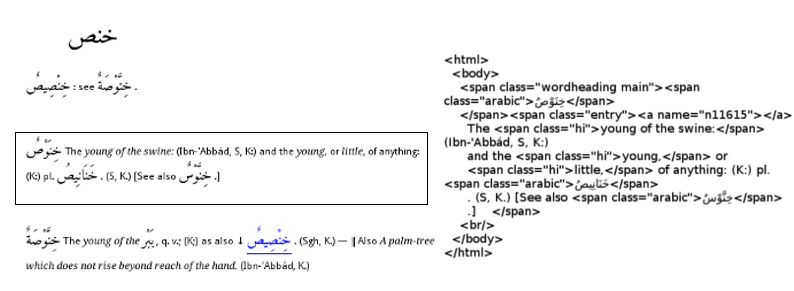 خنص
خِنَّوْصَةٌ : see خِنْصِيصٌ .
خِنَّوْصٌ The young of the swine: (Ibn-'Abbád, S, K:) and the young, or little, of anything:
(K:) pl. خَنَانِيصُ . (S, K.) [See also خِنَّوْسٌ .]
خِنَّوْصَةٌ The young of the بَبْر, q. v.; (K;) as also ↓ خِنْصِيصٌ . (Sgh, K.) — ‖ Also A palm-tree
which does not rise beyond reach of the hand. (Ibn-'Abbád, K.)
<html>
<body>
<span class="wordheading main"><span
class="arabic">خِنَّوْصٌ</span>
</span><span class="entry"><a name="n11615"></a>
The <span class="hi">young of the swine:</span>
(Ibn-'Abbád, S, K:)
and the <span class="hi">young,</span> or
<span class="hi">little,</span> of anything: (K:) pl.
<span class="arabic">خَنَانِيصُ</span>
. (S, K.) [See also <span class="arabic">خِنَّوْسٌ</span>
.] </span>
<br/>
</body>
</html>